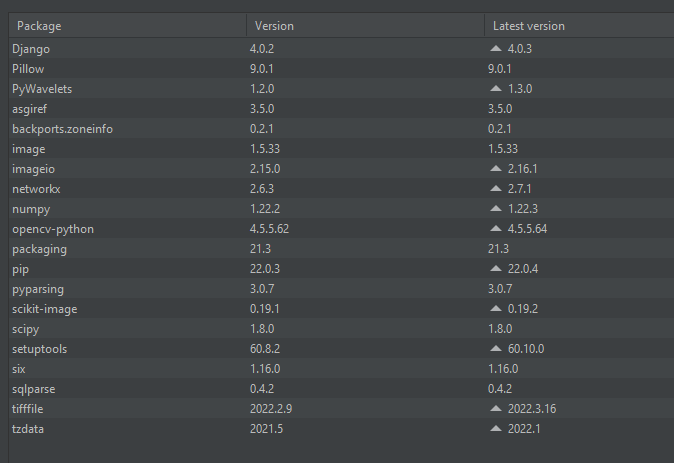 Package Version Latest version
Django 4.0.2 4.0.3
Pillow 9.0.1 9.0.1
PyWavelets 1.2.0 1.3.0
asgiref 3.5.0 3.5.0
backports.zoneinfo 0.2.1 0.2.1
image 1.5.33 1.5.33
imageio 2.15.0 2.16.1
networkx 2.6.3 2.7.1
numpy 1.22.2 1.22.3
opencv-python 4.5.5.62 4.5.5.64
packaging 21.3 21.3
pip 22.0.3 22.0.4
pyparsing 3.0.7 3.0.7
scikit-image 0.19.1 0.19.2
scipy 1.8.0 1.8.0
setuptools 60.8.2 60.10.0
six 1.16.0 1.16.0
sqlparse 0.4.2 0.4.2
tifffile 2022.2.9 2022.3.16
tzdata 2021.5 2022.1